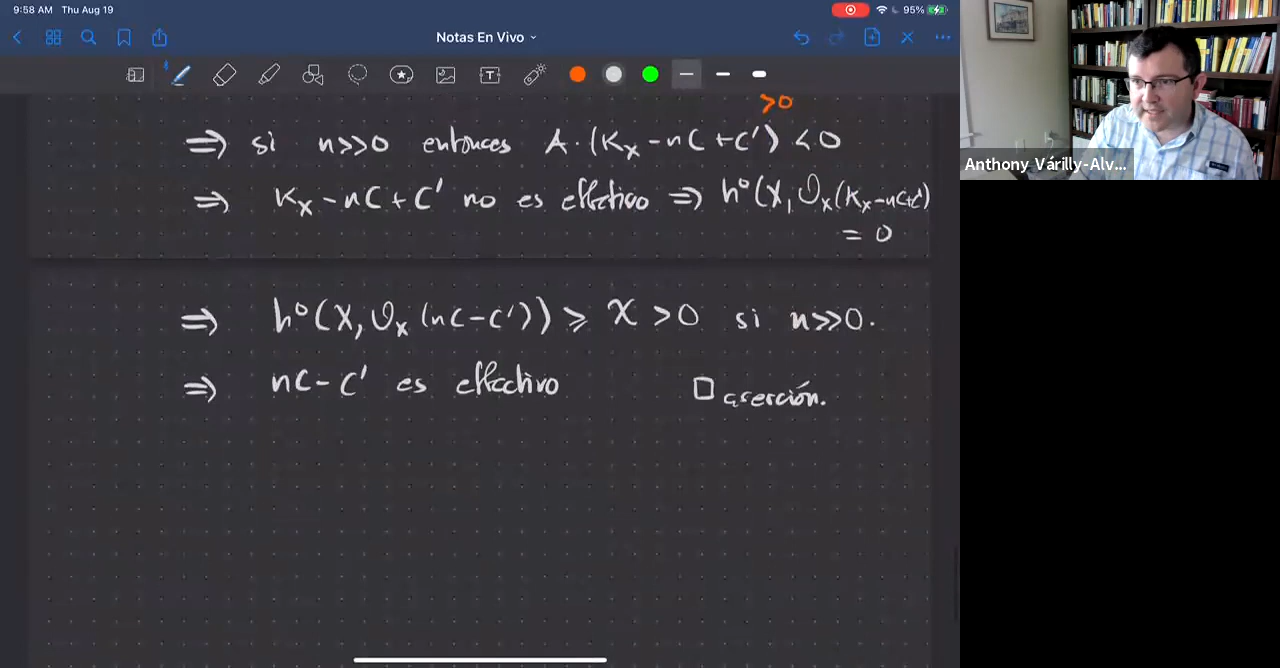 9:58 AM Thu Aug 19
95%
Notas En Vivo
Anthony Várilly-Alv...
>0
⇒ si n>>0 entonces A·(K_X-nC+C') <0
⇒ K_X-nC+C' no es effectivo ⇒ h⁰(X,O_X(K_X-nC+C')
= 0
⇒ h⁰(X,O_X(nC-C')) ⩾ χ >0 si n>>0.
⇒ nC-C' es effectivo □ aserción.